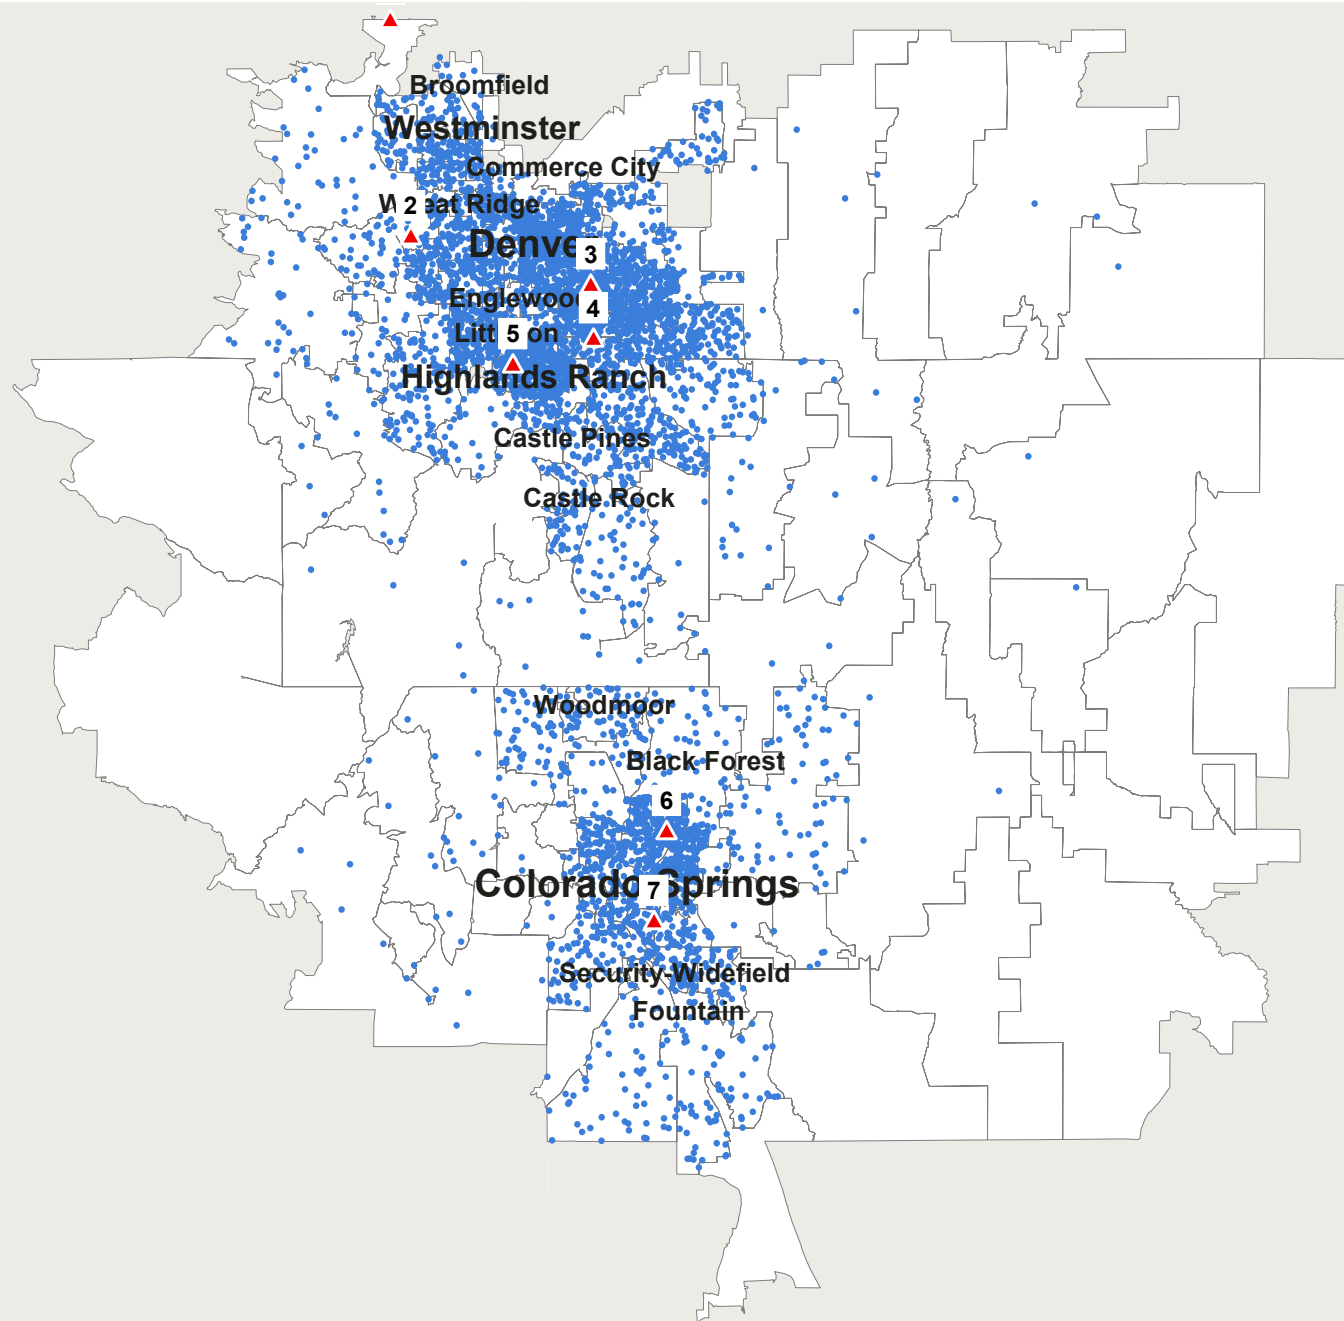 Broomfield
Westminster
Commerce City
W eat Ridge
2
Denve
3
Englewoo
4
Litt on
5
Highlands Ranch
Castle Pines
Castle Rock
Woodmoor
Black Forest
6
Colorado Springs
7
Security-Widefield
Fountain